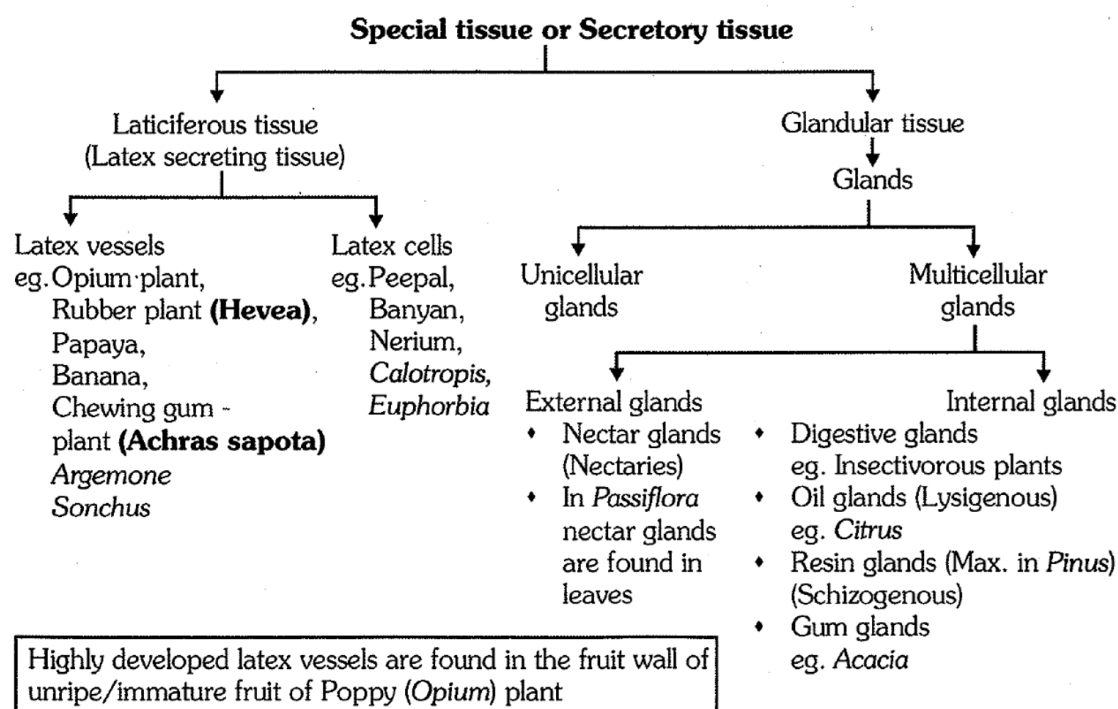 Special tissue or Secretory tissue
Laticiferous tissue
(Latex secreting tissue)
Glandular tissue
Glands
Latex vessels
eg. Opium plant,
Rubber plant (Hevea),
Papaya,
Banana,
Chewing gum -
plant (Achras sapota)
Argemone
Sonchus
Latex cells
eg. Peepal,
Banyan,
Nerium,
Calotropis,
Euphorbia
Unicellular
glands
Multicellular
glands
External glands
♦ Nectar glands
(Nectaries)
♦ In Passiflora
nectar glands
are found in
leaves
Internal glands
♦ Digestive glands
eg. Insectivorous plants
♦ Oil glands (Lysigenous)
eg. Citrus
♦ Resin glands (Max. in Pinus)
(Schizogenous)
♦ Gum glands
eg. Acacia
Highly developed latex vessels are found in the fruit wall of
unripe/immature fruit of Poppy (Opium) plant